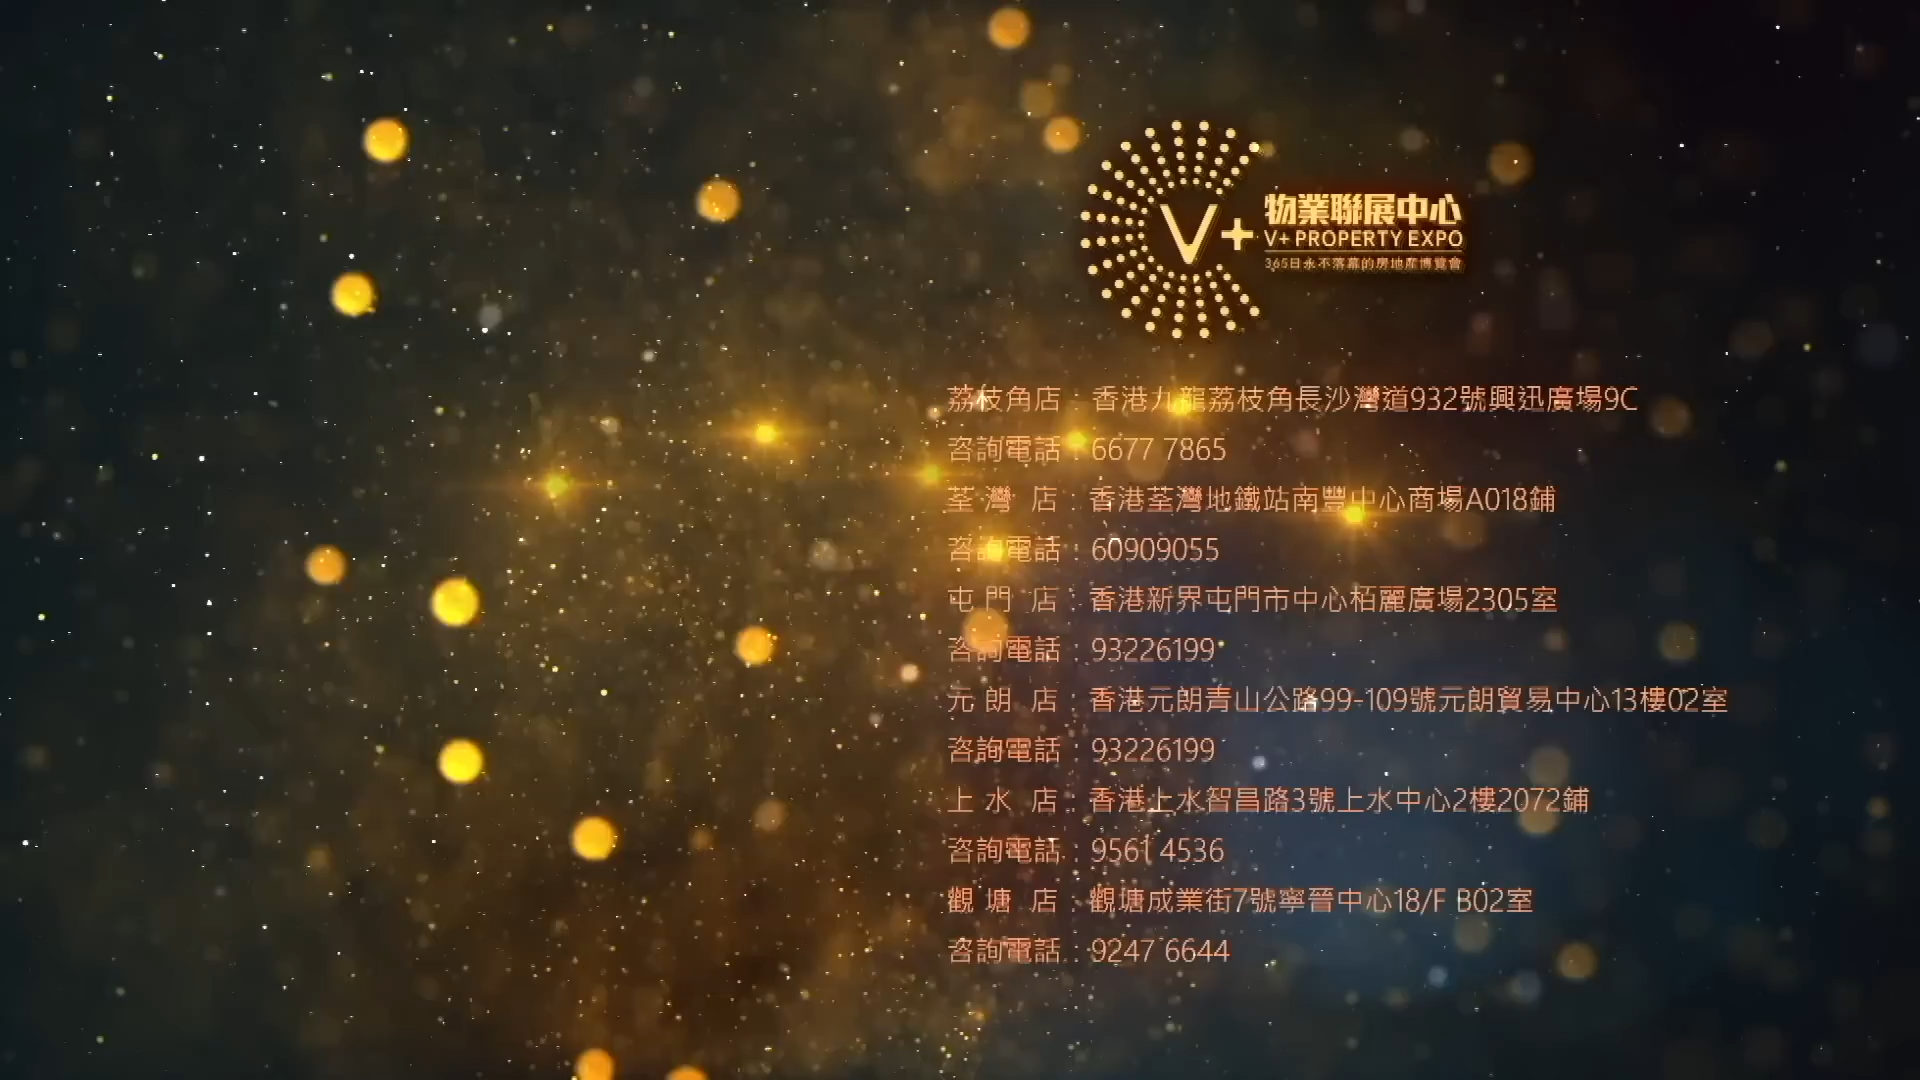 V+
物業聯展中心
V+ PROPERTY EXPO
365日永不落幕的房地產博覽會
荔枝角店：香港九龍荔枝角長沙灣道932號興迅廣場9C
咨詢電話：6677 7865
荃 灣 店：香港荃灣地鐵站南豐中心商場A018鋪
咨詢電話：60909055
屯 門 店：香港新界屯門市中心栢麗廣場2305室
咨詢電話：93226199
元 朗 店：香港元朗青山公路99-109號元朗貿易中心13樓02室
咨詢電話：93226199
上 水 店：香港上水智昌路3號上水中心2樓2072鋪
咨詢電話：9561 4536
觀 塘 店：觀塘成業街7號寧晉中心18/F B02室
咨詢電話：9247 6644